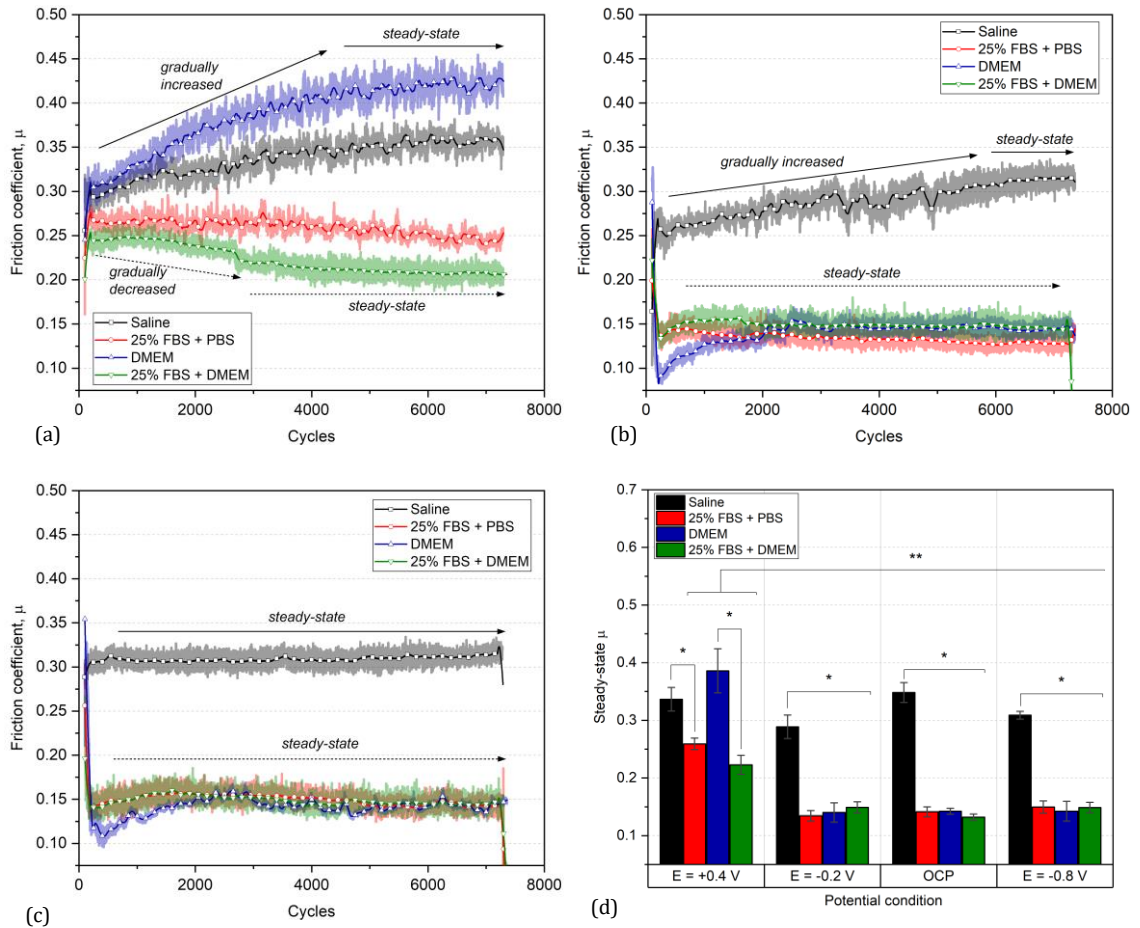 0.50
0.45
0.40
0.35
0.30
0.25
0.20
0.15
0.10
Friction coefficient, μ
steady-state
gradually
increased
gradually
decreased
steady-state
Saline
25% FBS + PBS
DMEM
25% FBS + DMEM
0
2000
4000
6000
8000
Cycles
(a)
0.50
0.45
0.40
0.35
0.30
0.25
0.20
0.15
0.10
Friction coefficient, μ
Saline
25% FBS + PBS
DMEM
25% FBS + DMEM
steady-state
gradually increased
steady-state
0
2000
4000
6000
8000
Cycles
(b)
0.50
0.45
0.40
0.35
0.30
0.25
0.20
0.15
0.10
Friction coefficient, μ
Saline
25% FBS + PBS
DMEM
25% FBS + DMEM
steady-state
steady-state
0
2000
4000
6000
8000
Cycles
(c)
0.7
0.6
0.5
0.4
0.3
0.2
0.1
Steady-state μ
Saline
25% FBS + PBS
DMEM
25% FBS + DMEM
**
*
*
*
*
*
E = +0.4 V
E = -0.2 V
OCP
E = -0.8 V
Potential condition
(d)